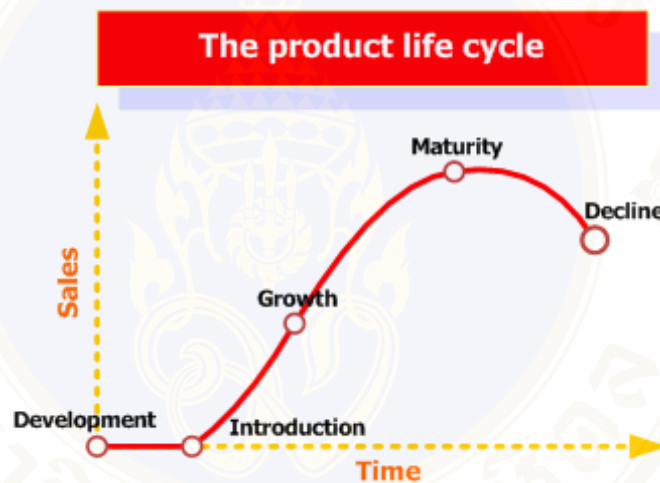 The product life cycle
Maturity
Decline
Sales
Growth
Development
Introduction
Time